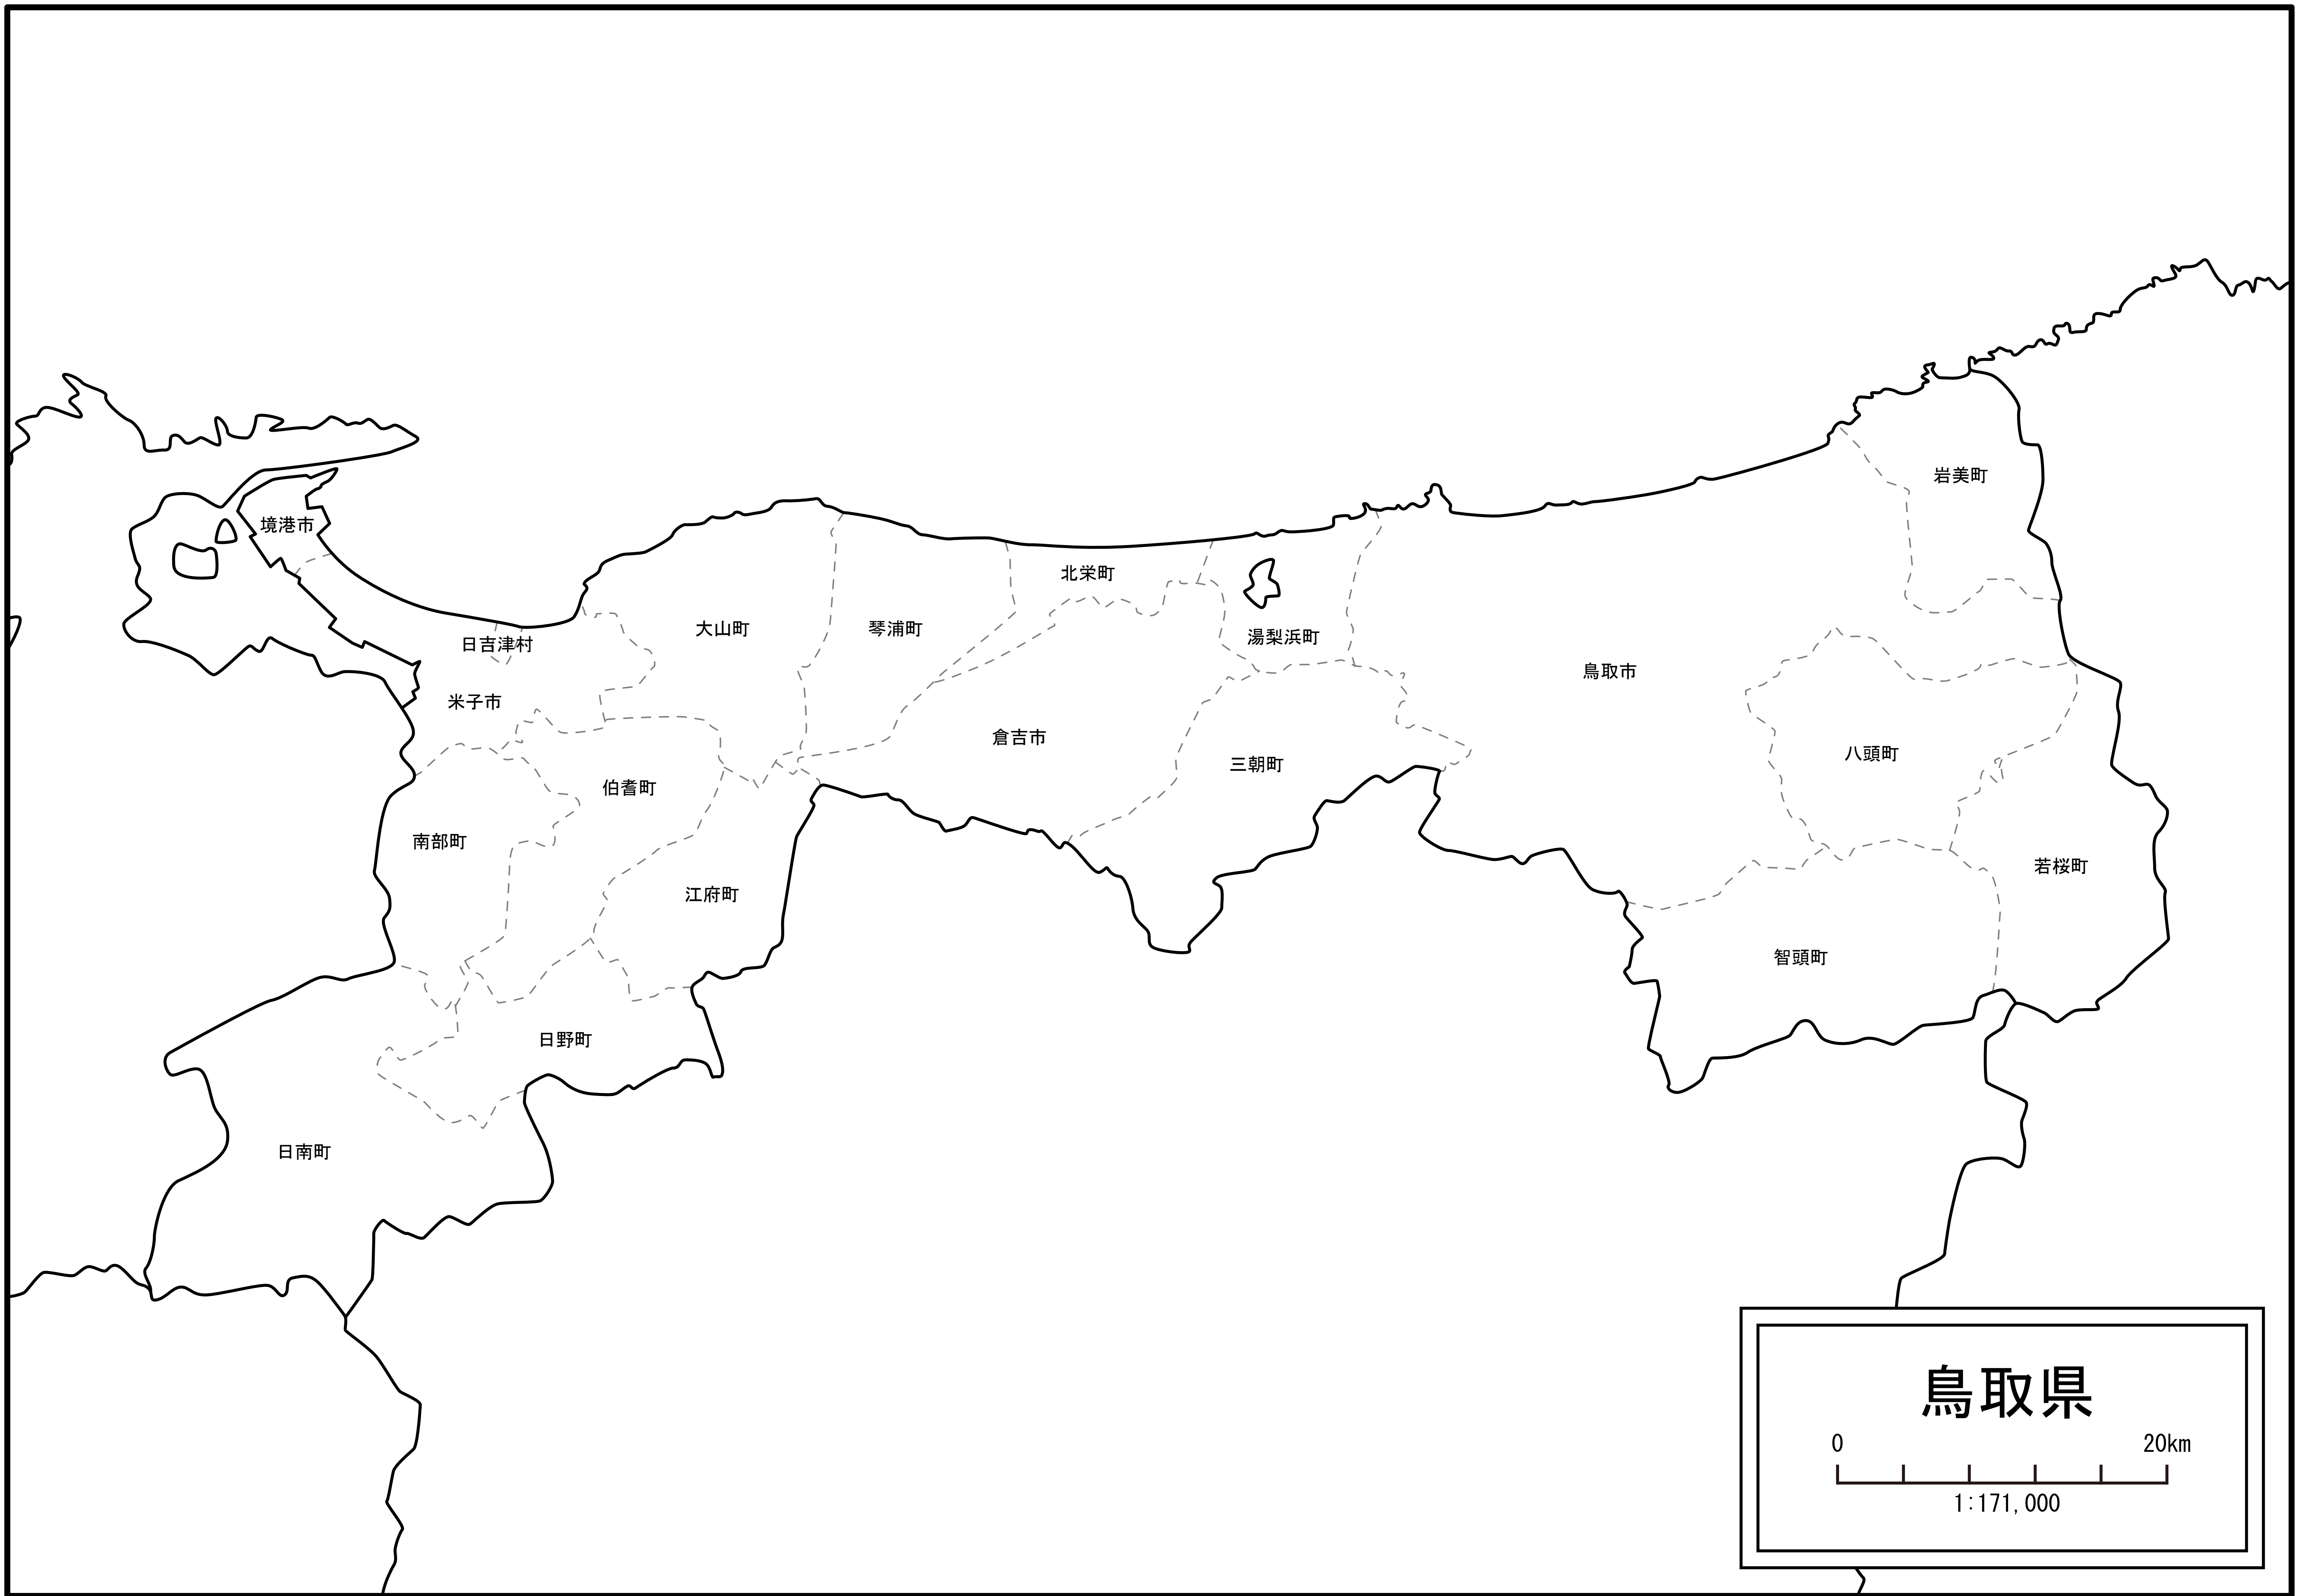 岩美町
境港市
北栄町
日吉津村
大山町
琴浦町
湯梨浜町
鳥取市
米子市
倉吉市
三朝町
八頭町
伯耆町
南部町
江府町
若桜町
智頭町
日野町
日南町
鳥取県
0 20km
1:171,000